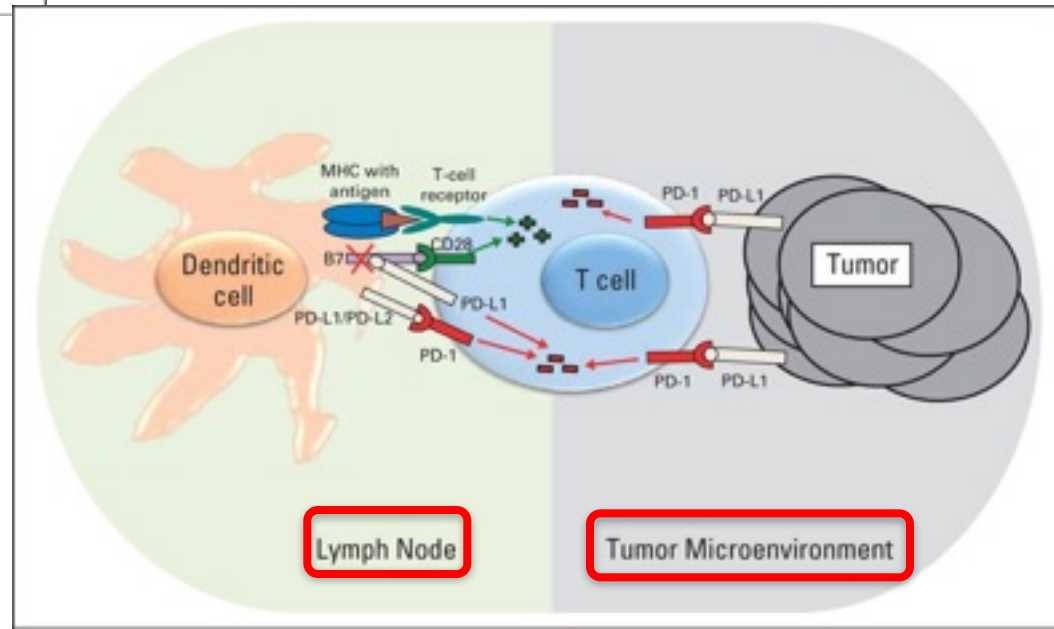 MHC with
antigen
T-cell
receptor
PD-1
PD-L1
B7
CD28
Dendritic
cell
T cell
Tumor
PD-L1
PD-L1/PD-L2
PD-1
PD-1
PD-L1
Lymph Node
Tumor Microenvironment